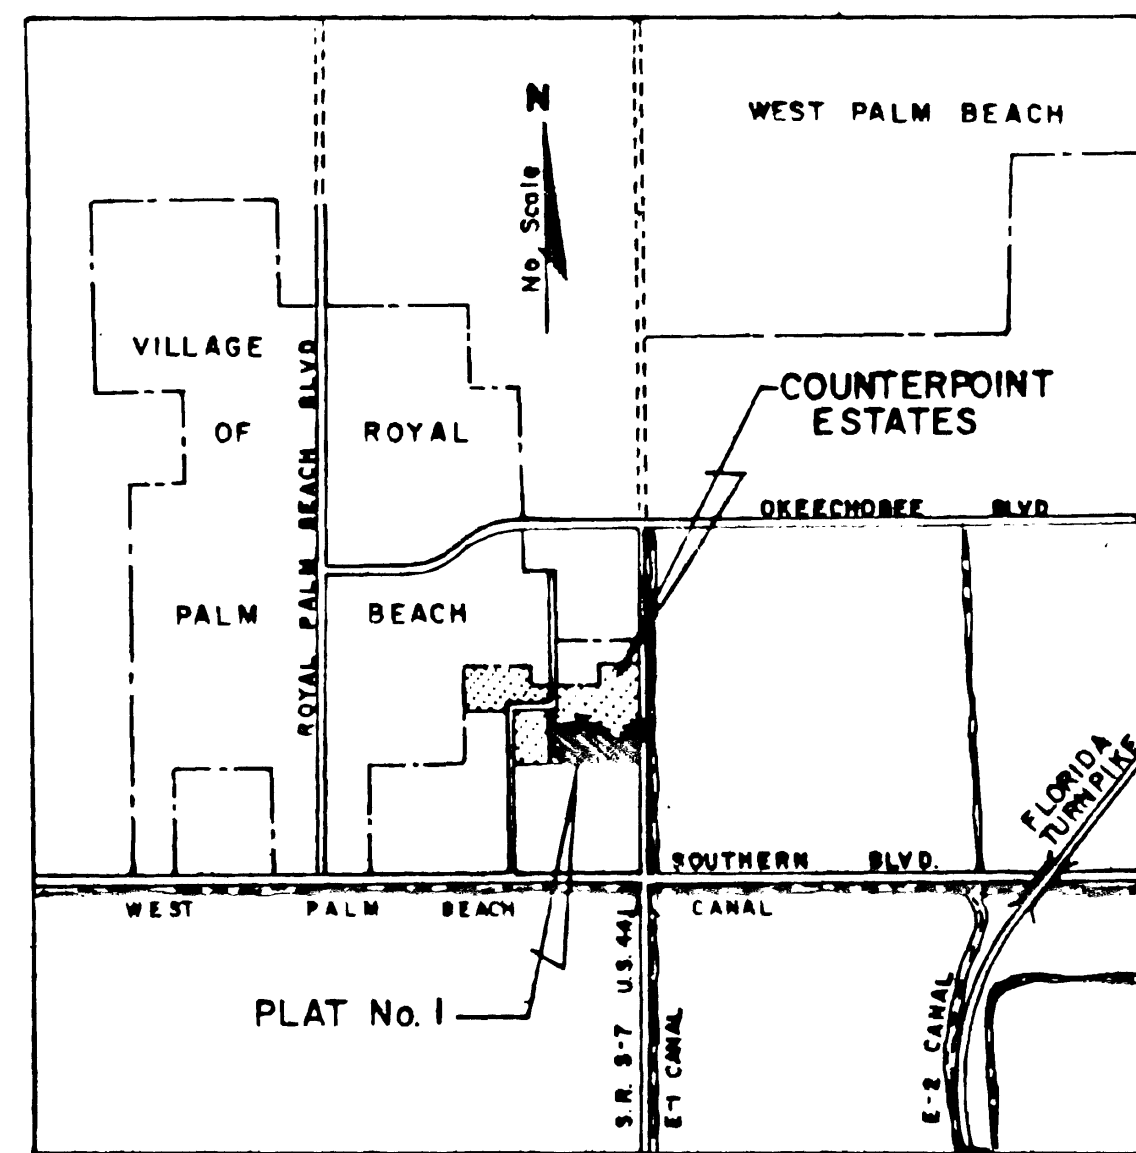 N
No Scale
WEST PALM BEACH
VILLAGE
OF ROYAL
PALM BEACH
ROYAL PALM BEACH BLVD
COUNTERPOINT
ESTATES
OKEECHOBEE BLVD
FLORIDA
TURNPIKE
SOUTHERN BLVD.
WEST PALM BEACH CANAL
PLAT No. 1
S.R. S-7 U.S. 441
E-1 CANAL
E-2 CANAL